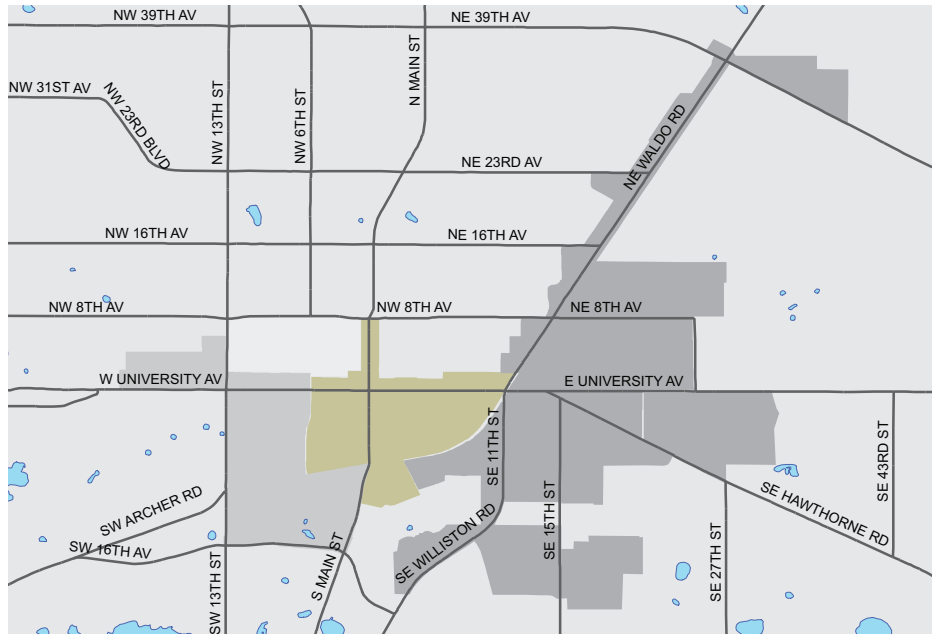 NW 39TH AV
NE 39TH AV
N MAIN ST
NW 31ST AV
NW 23RD BLVD
NW 13TH ST
NW 6TH ST
NE WALDO RD
NE 23RD AV
NW 16TH AV
NE 16TH AV
NW 8TH AV
NW 8TH AV
NE 8TH AV
W UNIVERSITY AV
E UNIVERSITY AV
SE 11TH ST
SE 43RD ST
SW ARCHER RD
SE 15TH ST
SE HAWTHORNE RD
SW 16TH AV
SE WILLISTON RD
SW 13TH ST
S MAIN ST
SE 27TH ST